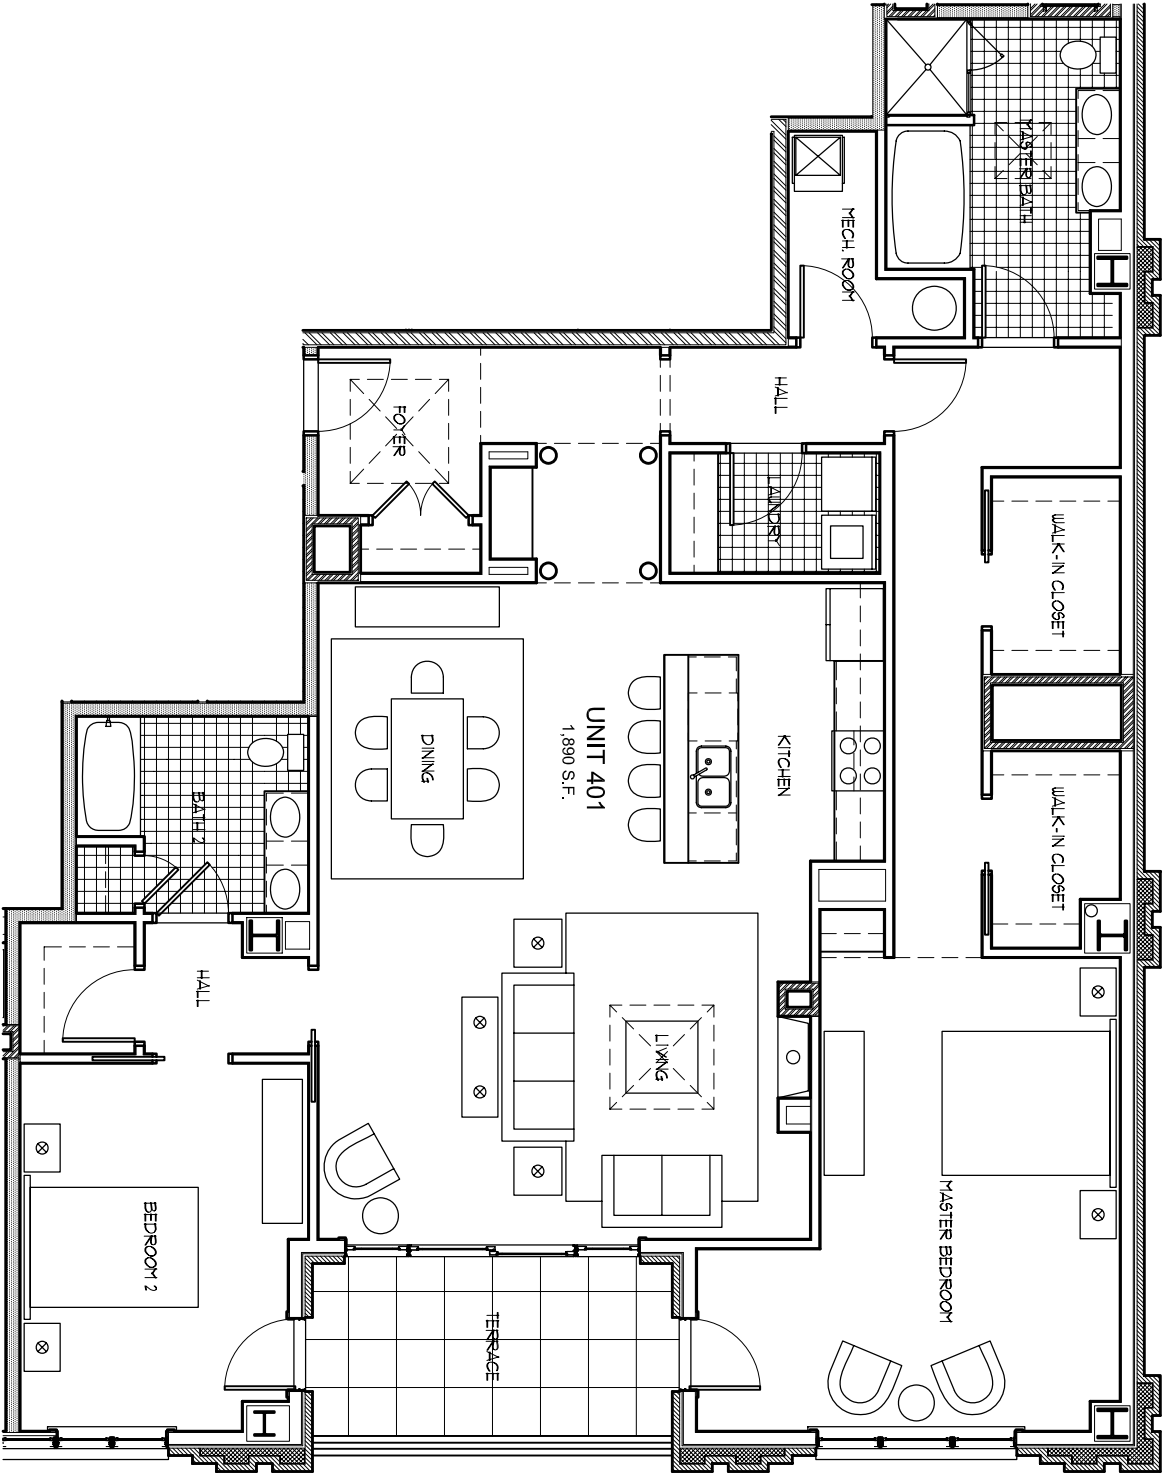 MASTER BATH
MECH. ROOM
HALL
FOYER
LAUNDRY
WALK-IN CLOSET
UNIT 401
1,890 S.F.
KITCHEN
DINING
WALK-IN CLOSET
BATH 2
HALL
LIVING
MASTER BEDROOM
BEDROOM 2
TERRACE